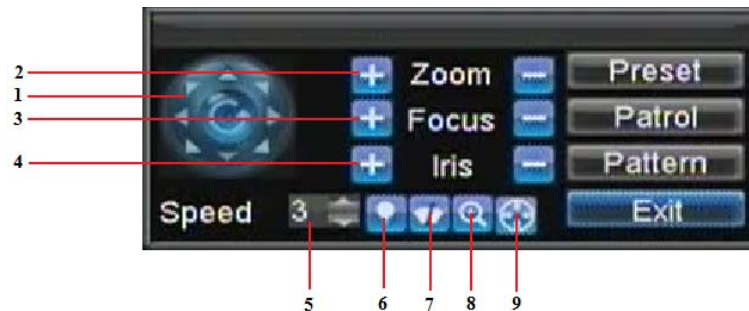 2
1
3
4
Zoom
Focus
Iris
Preset
Patrol
Pattern
Exit
Speed 3
5 6 7 8 9